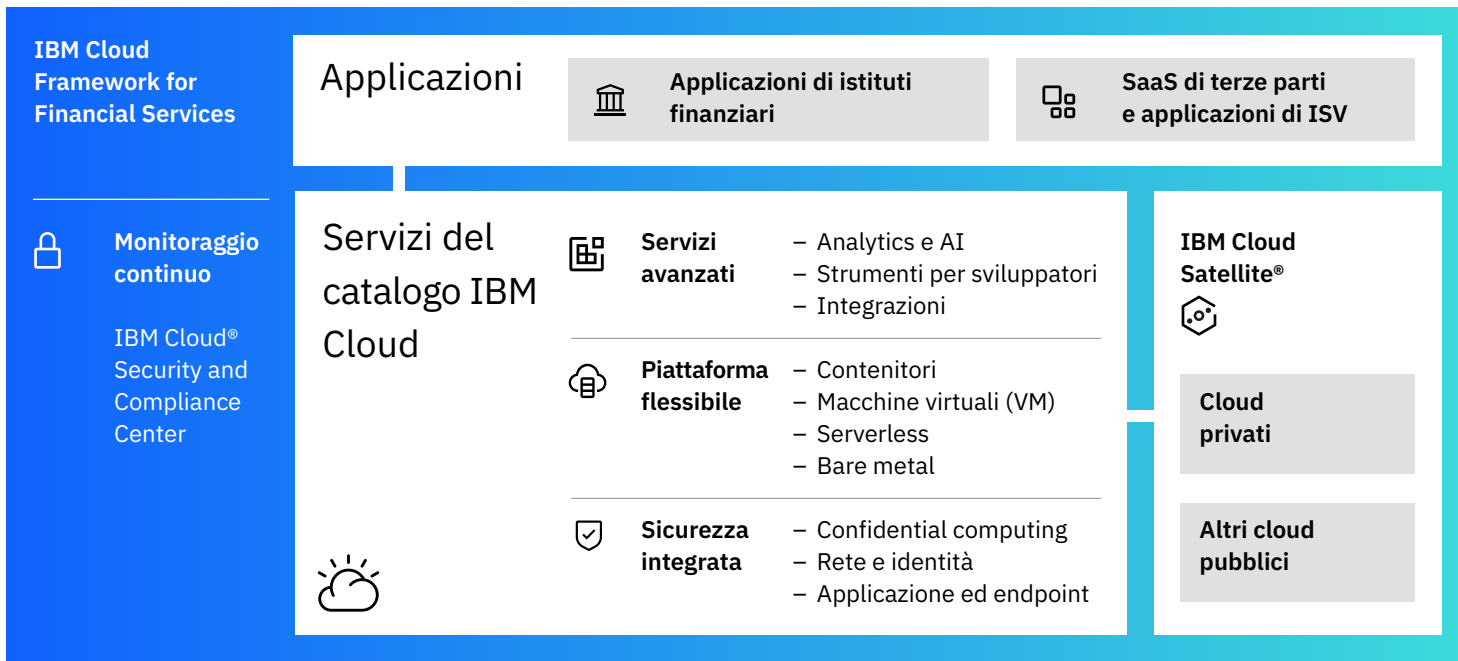 IBM Cloud
Framework for
Financial Services
Monitoraggio
continuo
IBM Cloud®
Security and
Compliance
Center
Applicazioni
Applicazioni di istituti
finanziari
SaaS di terze parti
e applicazioni di ISV
Servizi del
catalogo IBM
Cloud
Servizi
avanzati
– Analytics e AI
– Strumenti per sviluppatori
– Integrazioni
Piattaforma
flessibile
– Contenitori
– Macchine virtuali (VM)
– Serverless
– Bare metal
Sicurezza
integrata
– Confidential computing
– Rete e identità
– Applicazione ed endpoint
IBM Cloud
Satellite®
Cloud
privati
Altri cloud
pubblici